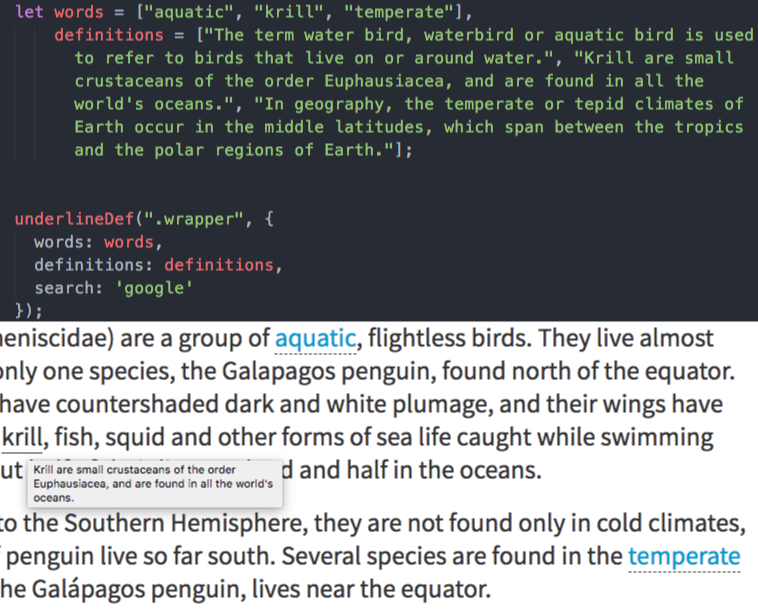 let words = ["aquatic", "krill", "temperate"],
definitions = ["The term water bird, waterbird or aquatic bird is used
to refer to birds that live on or around water.", "Krill are small
crustaceans of the order Euphausiacea, and are found in all the
world's oceans.", "In geography, the temperate or tepid climates of
Earth occur in the middle latitudes, which span between the tropics
and the polar regions of Earth."];
underlineDef(".wrapper", {
words: words,
definitions: definitions,
search: 'google'
});
eniscidae) are a group of aquatic, flightless birds. They live almost
only one species, the Galapagos penguin, found north of the equator.
have countershaded dark and white plumage, and their wings have
krill, fish, squid and other forms of sea life caught while swimming
ut d and half in the oceans.
Krill are small crustaceans of the order
Euphausiacea, and are found in all the world's
oceans.
to the Southern Hemisphere, they are not found only in cold climates,
penguin live so far south. Several species are found in the temperate
he Galápagos penguin, lives near the equator.